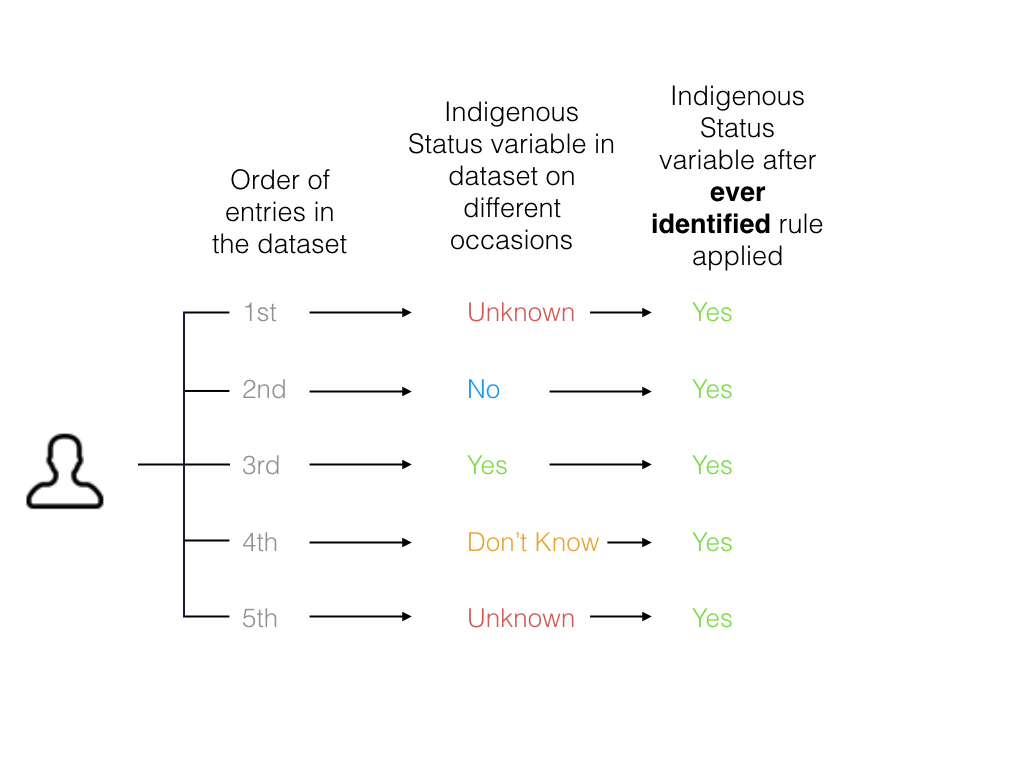 Order of
entries in
the dataset
Indigenous
Status variable in
dataset on
different
occasions
Indigenous
Status
variable after
ever
identified rule
applied
1st Unknown Yes
2nd No Yes
3rd Yes Yes
4th Don’t Know Yes
5th Unknown Yes